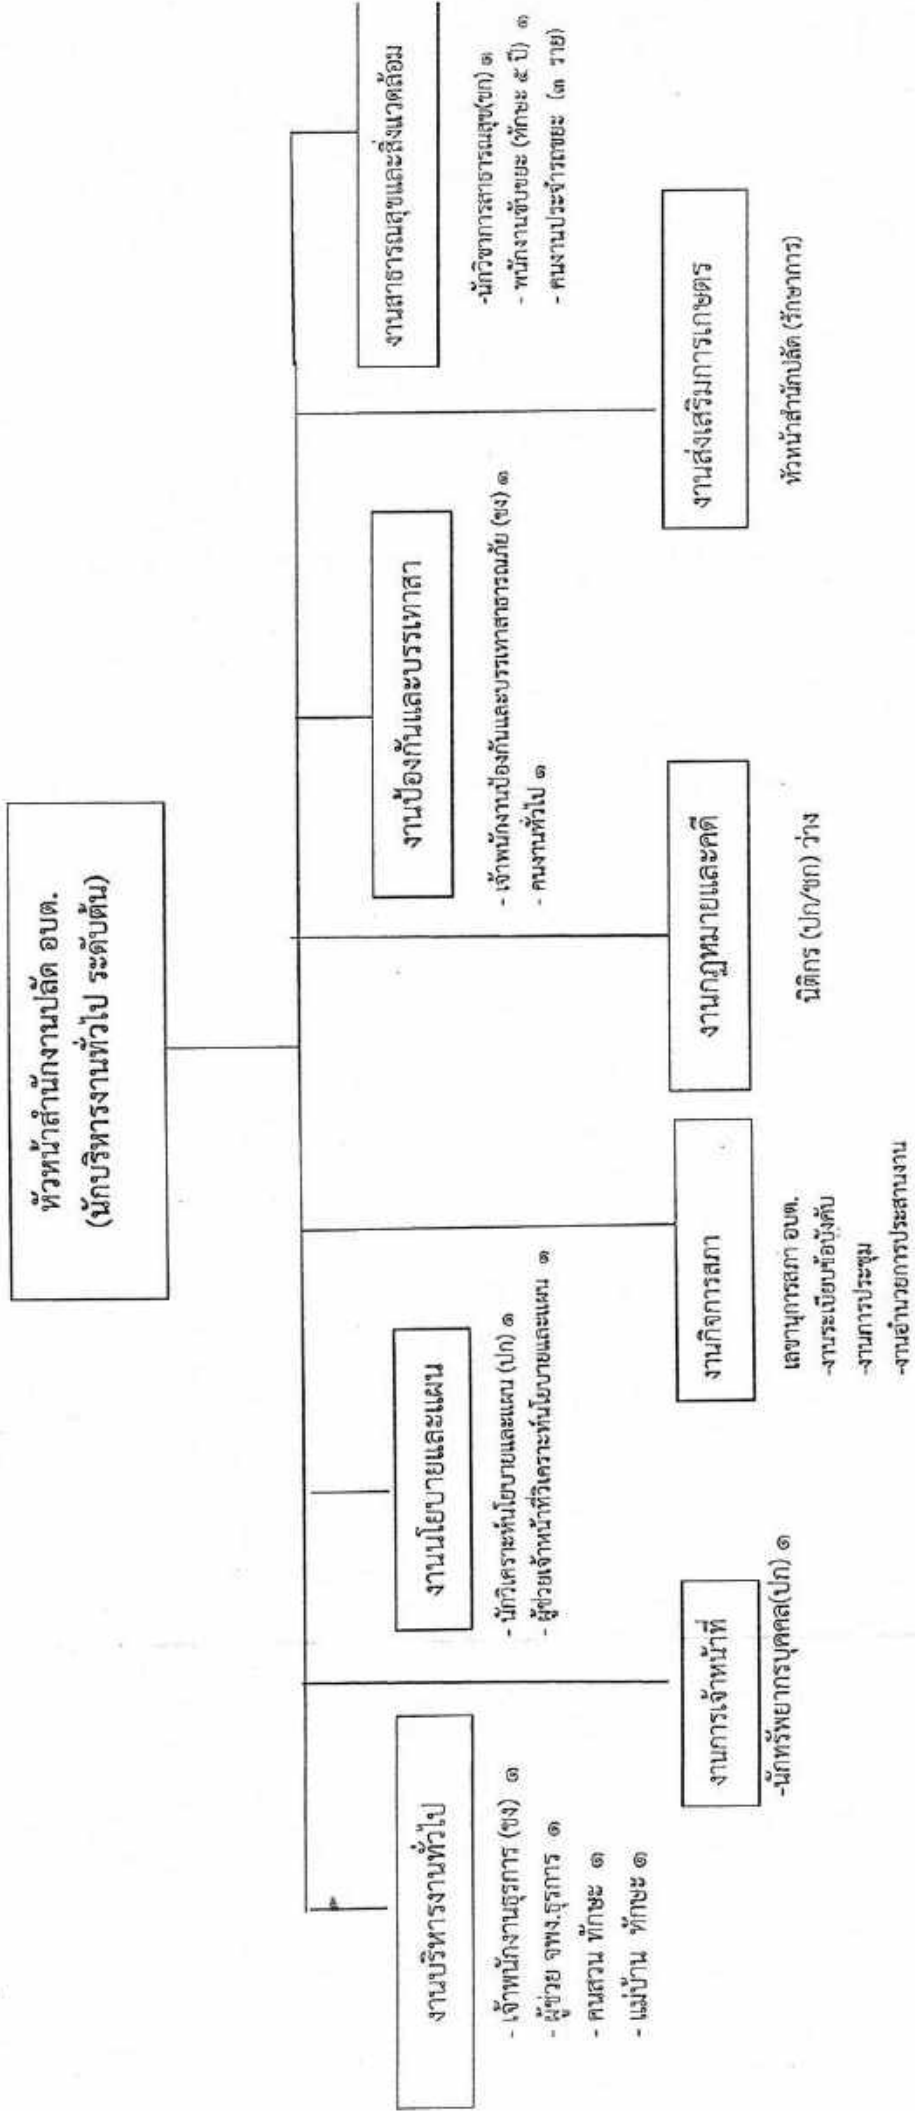 หัวหน้าสำนักงานปลัด อบต.
(นักบริหารงานทั่วไป ระดับต้น)
งานบริหารงานทั่วไป
- เจ้าพนักงานธุรการ (ชง) ๑
- ผู้ช่วย จพง.ธุรการ ๑
- คนสวน ทักษะ ๑
- แม่บ้าน ทักษะ ๑
งานนโยบายและแผน
- นักวิเคราะห์นโยบายและแผน (ปก) ๑
- ผู้ช่วยเจ้าหน้าที่วิเคราะห์นโยบายและแผน ๑
งานป้องกันและบรรเทาสา
- เจ้าพนักงานป้องกันและบรรเทาสาธารณภัย (ชง) ๑
- คนงานทั่วไป ๑
งานสาธารณสุขและสิ่งแวดล้อม
-นักวิชาการสาธารณสุข(ชก) ๑
- พนักงานขับขยะ (ทักษะ ๕ ปี) ๑
- คนงานประจำรถขยะ (๓ ราย)
งานการเจ้าหน้าที่
-นักทรัพยากรบุคคล(ปก) ๑
งานกิจการสภา
เลขานุการสภา อบต.
-งานระเบียบข้อบังคับ
-งานการประชุม
-งานอำนวยการประสานงาน
งานกฎหมายและคดี
นิติกร (ปก/ชก) ว่าง
งานส่งเสริมการเกษตร
หัวหน้าสำนักปลัด (รักษาการ)